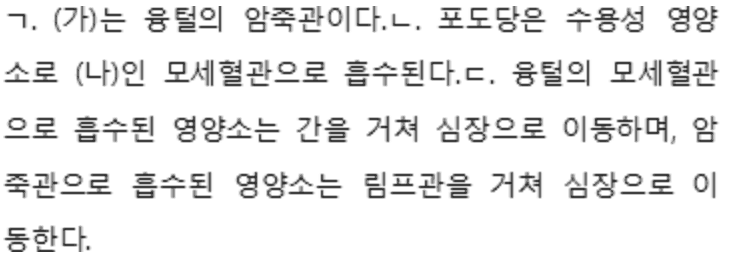 ㄱ. (가)는 융털의 암죽관이다.ㄴ. 포도당은 수용성 영양
소로 (나)인 모세혈관으로 흡수된다.ㄷ. 융털의 모세혈관
으로 흡수된 영양소는 간을 거쳐 심장으로 이동하며, 암
죽관으로 흡수된 영양소는 림프관을 거쳐 심장으로 이
동한다.